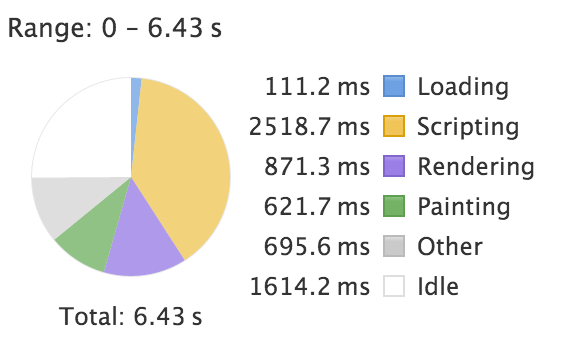 Range: 0 – 6.43 s
111.2 ms Loading
2518.7 ms Scripting
871.3 ms Rendering
621.7 ms Painting
695.6 ms Other
1614.2 ms Idle
Total: 6.43 s